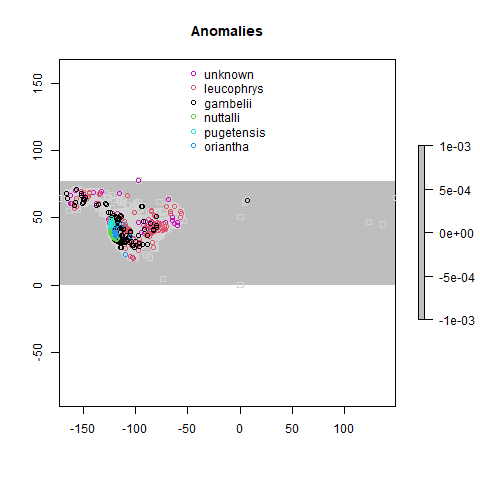 Anomalies
unknown
leucophrys
gambelii
nuttalli
pugetensis
oriantha
150
100
50
0
-50
-150
-100
-50
0
50
100
1e-03
5e-04
0e+00
-5e-04
-1e-03